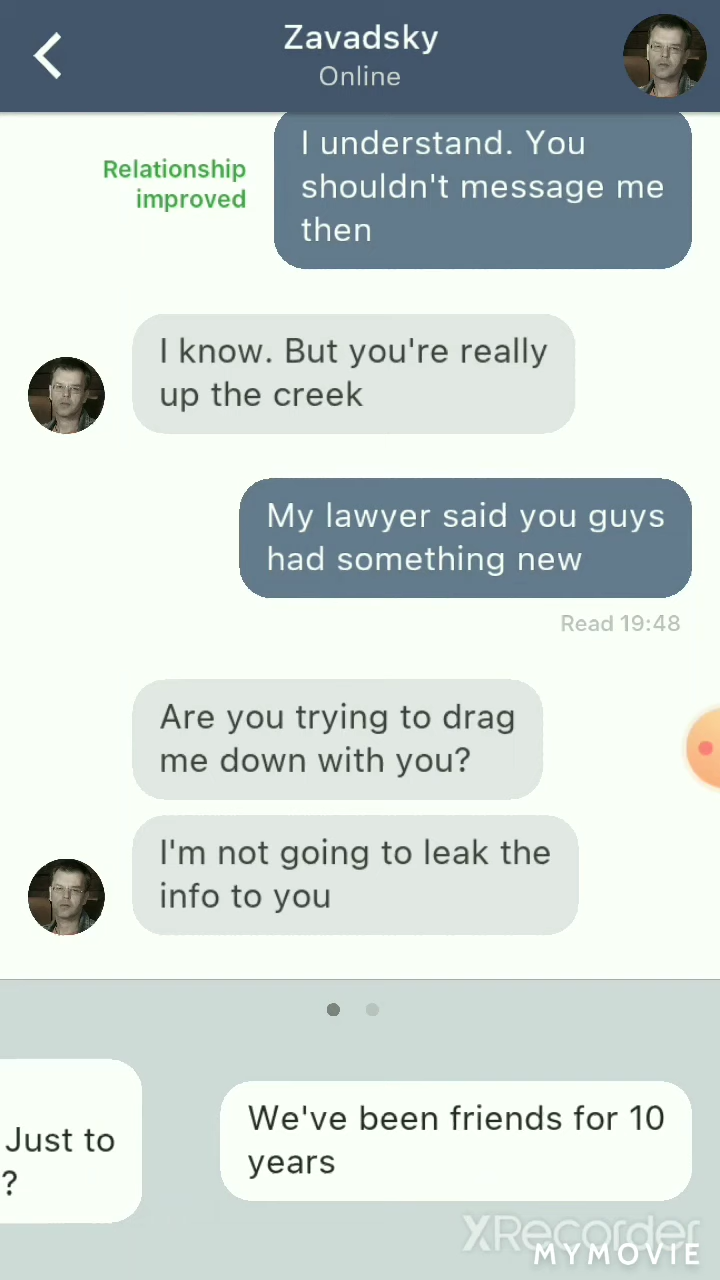 Zavadsky
Online
Relationship
improved
I understand. You
shouldn't message me
then
I know. But you're really
up the creek
My lawyer said you guys
had something new
Read 19:48
Are you trying to drag
me down with you?
I'm not going to leak the
info to you
Just to
?
We've been friends for 10
years
XRecorder
MYMOVIE